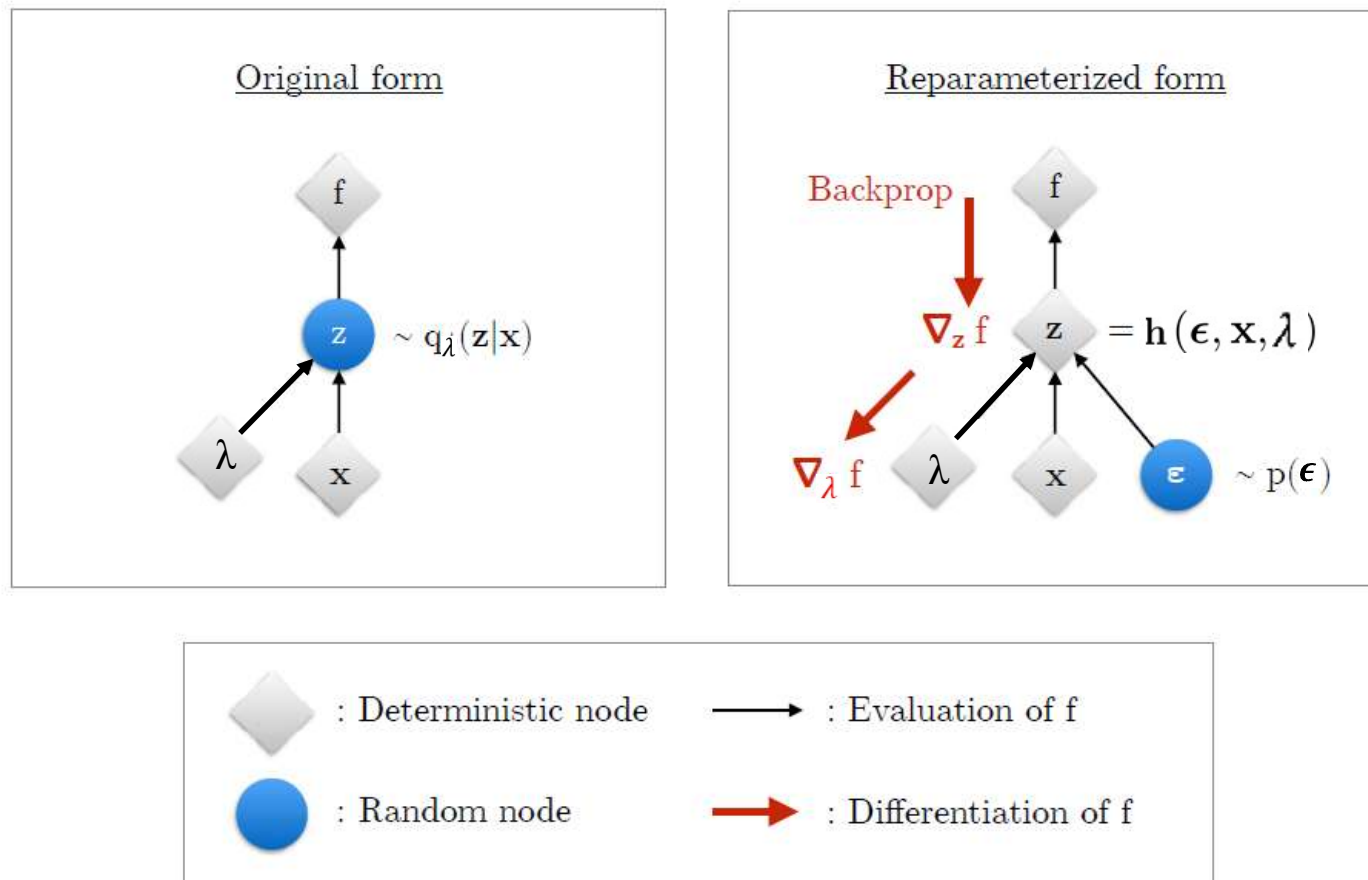 Original form
f
z ∼ q_λ(z|x)
λ
x
Reparameterized form
Backprop
f
∇_z f
z = h(ϵ, x, λ)
∇_λ f
λ
x
ε ∼ p(ϵ)
: Deterministic node
: Evaluation of f
: Random node
: Differentiation of f